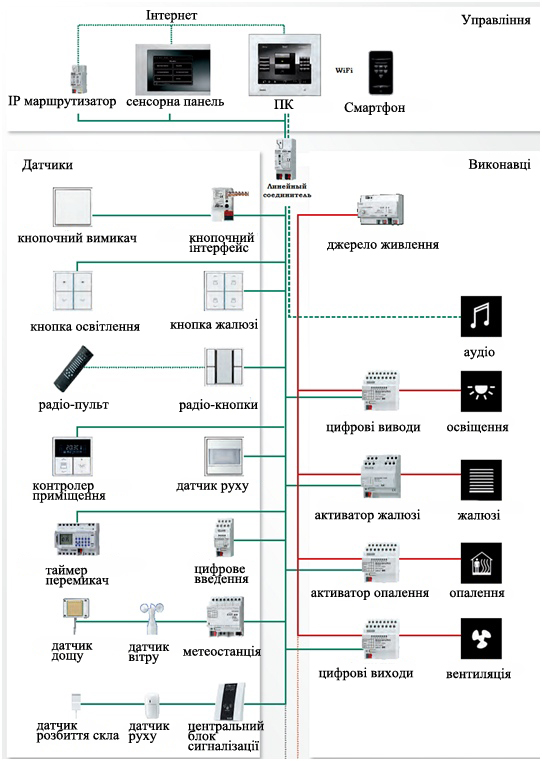 Інтернет
Управління
WiFi
IP маршрутизатор
сенсорна панель
ПК
Смартфон
Датчики
Линейный
соединитель
Виконавці
кнопочний вимикач
кнопочний
інтерфейс
джерело живлення
кнопка освітлення
кнопка жалюзі
аудіо
радіо-пульт
радіо-кнопки
цифрові виводи
освіщення
контролер
приміщення
датчик руху
активатор жалюзі
жалюзі
таймер
перемикач
цифрове
введення
активатор опалення
опалення
датчик
дощу
датчик
вітру
метеостанція
цифрові виходи
вентиляція
датчик
розбиття скла
датчик
руху
центральний
блок
сигналізації